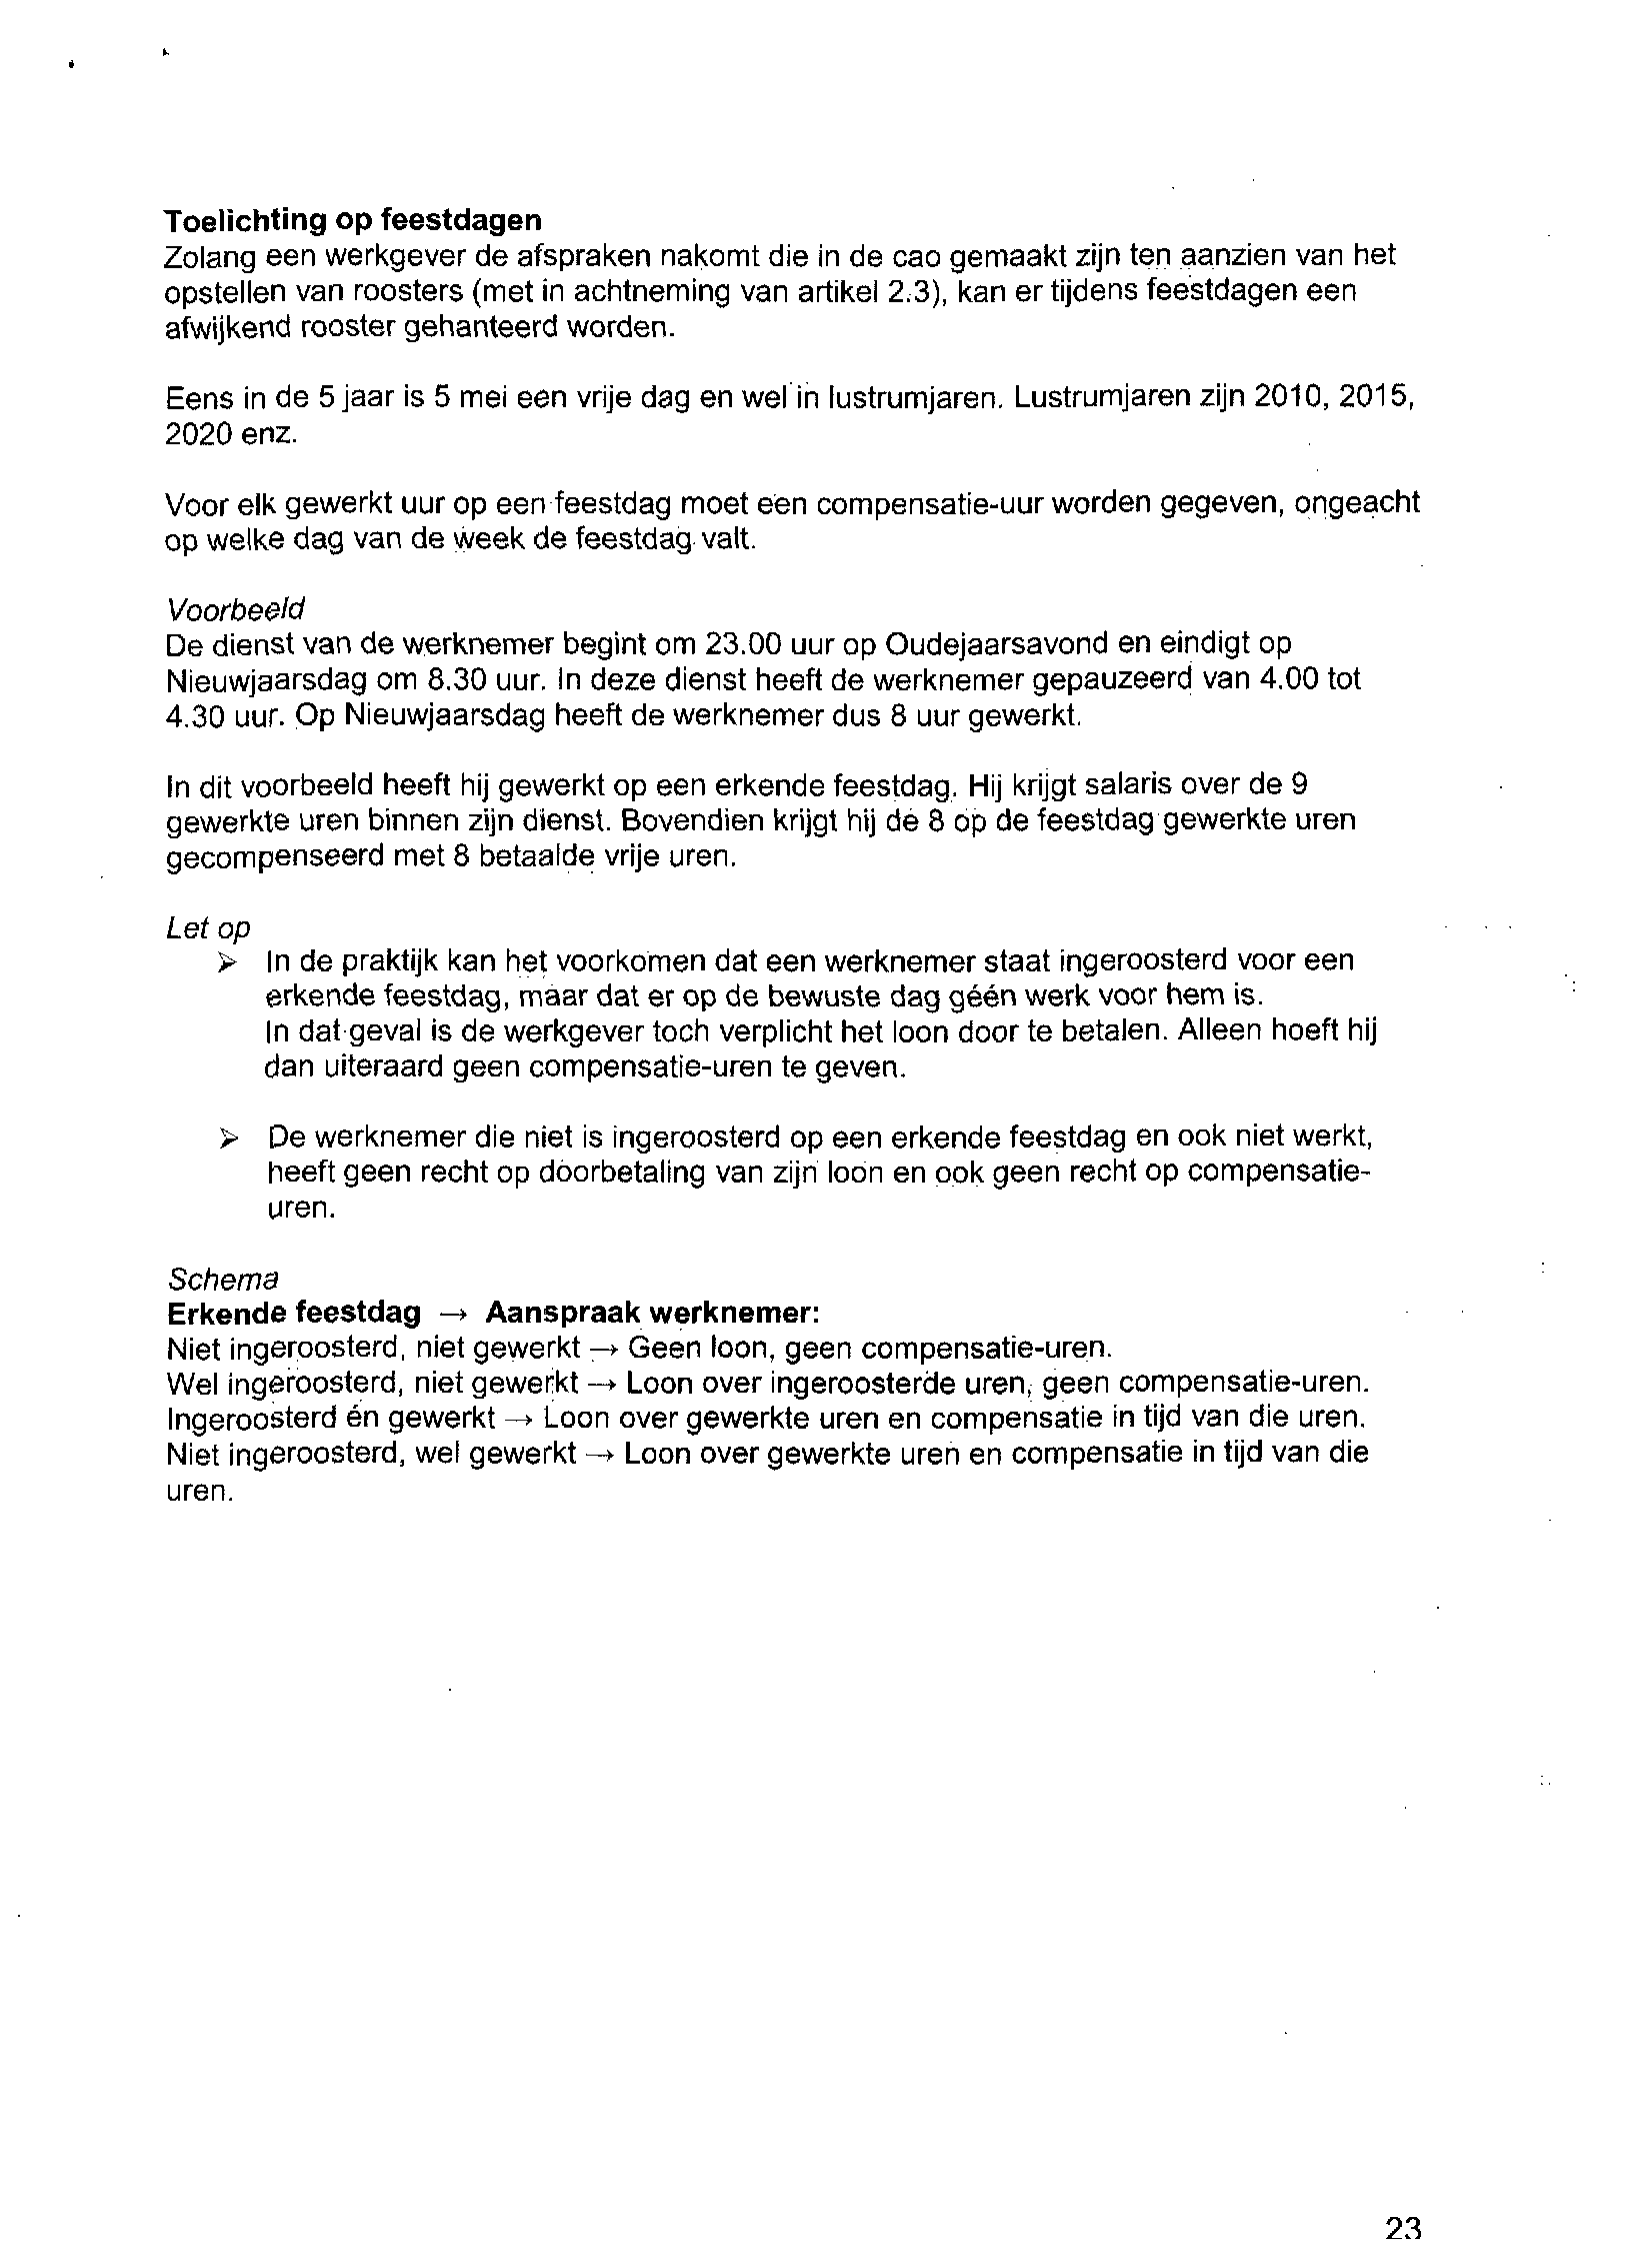 Toelichting op feestdagen
Zolang een werkgever de afspraken nakomt die in de cao gemaakt zijn ten aanzien van het
opstellen van roosters (met in achtneming van artikel 2.3), kan er tijdens feestdagen een
afwijkend rooster gehanteerd worden.
Eens in de 5 jaar is 5 mei een vrije dag en wel in lustrumjaren. Lustrumjaren zijn 2010, 2015,
2020 enz.
Voor elk gewerkt uur op een feestdag moet een compensatie-uur worden gegeven, ongeacht
op welke dag van de week de feestdag valt.
Voorbeeld
De dienst van de werknemer begint om 23.00 uur op Oudejaarsavond en eindigt op
Nieuwjaarsdag om 8.30 uur. In deze dienst heeft de werknemer gepauzeerd van 4.00 tot
4.30 uur. Op Nieuwjaarsdag heeft de werknemer dus 8 uur gewerkt.
In dit voorbeeld heeft hij gewerkt op een erkende feestdag. Hij krijgt salaris over de 9
gewerkte uren binnen zijn dienst. Bovendien krijgt hij de 8 op de feestdag gewerkte uren
gecompenseerd met 8 betaalde vrije uren.
Let op
➢ In de praktijk kan het voorkomen dat een werknemer staat ingeroosterd voor een
erkende feestdag, maar dat er op de bewuste dag géén werk voor hem is.
In dat geval is de werkgever toch verplicht het loon door te betalen. Alleen hoeft hij
dan uiteraard geen compensatie-uren te geven.
➢ De werknemer die niet is ingeroosterd op een erkende feestdag en ook niet werkt,
heeft geen recht op doorbetaling van zijn loon en ook geen recht op compensatie-
uren.
Schema
Erkende feestdag → Aanspraak werknemer:
Niet ingeroosterd, niet gewerkt → Geen loon, geen compensatie-uren.
Wel ingeroosterd, niet gewerkt → Loon over ingeroosterde uren, geen compensatie-uren.
Ingeroosterd én gewerkt → Loon over gewerkte uren en compensatie in tijd van die uren.
Niet ingeroosterd, wel gewerkt → Loon over gewerkte uren en compensatie in tijd van die
uren.
23